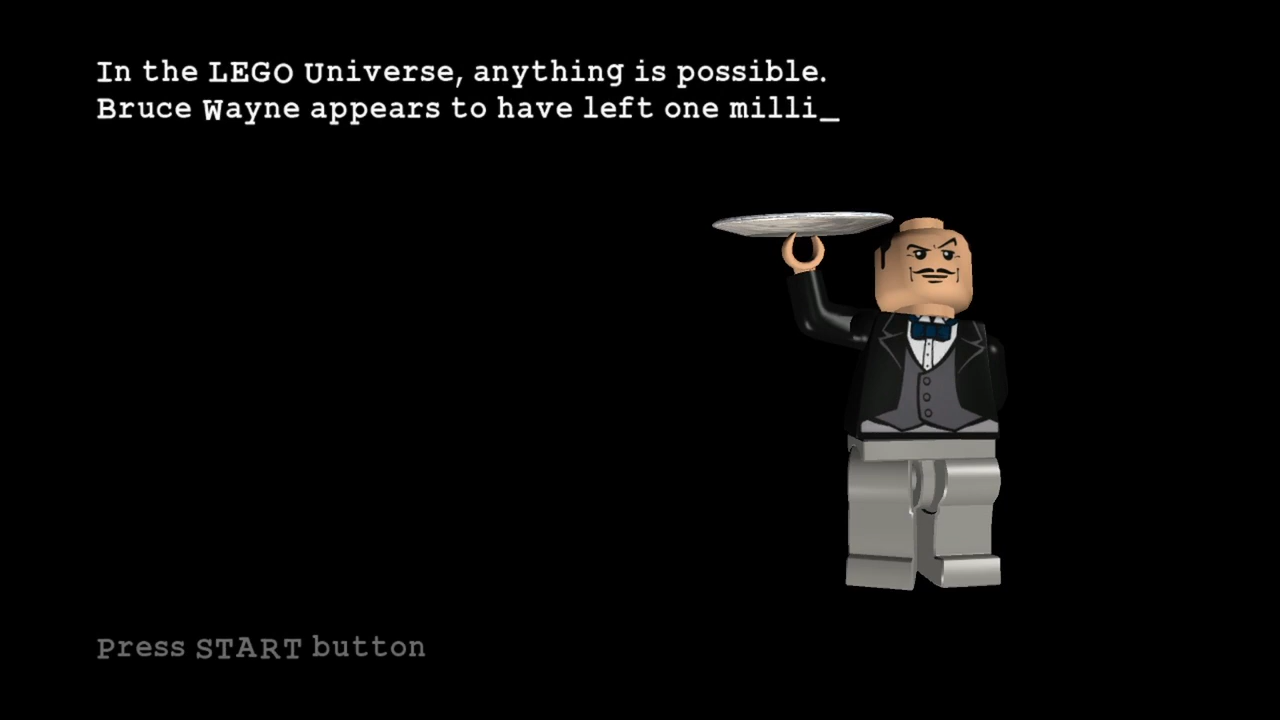 In the LEGO Universe, anything is possible.
Bruce Wayne appears to have left one milli_
Press START button